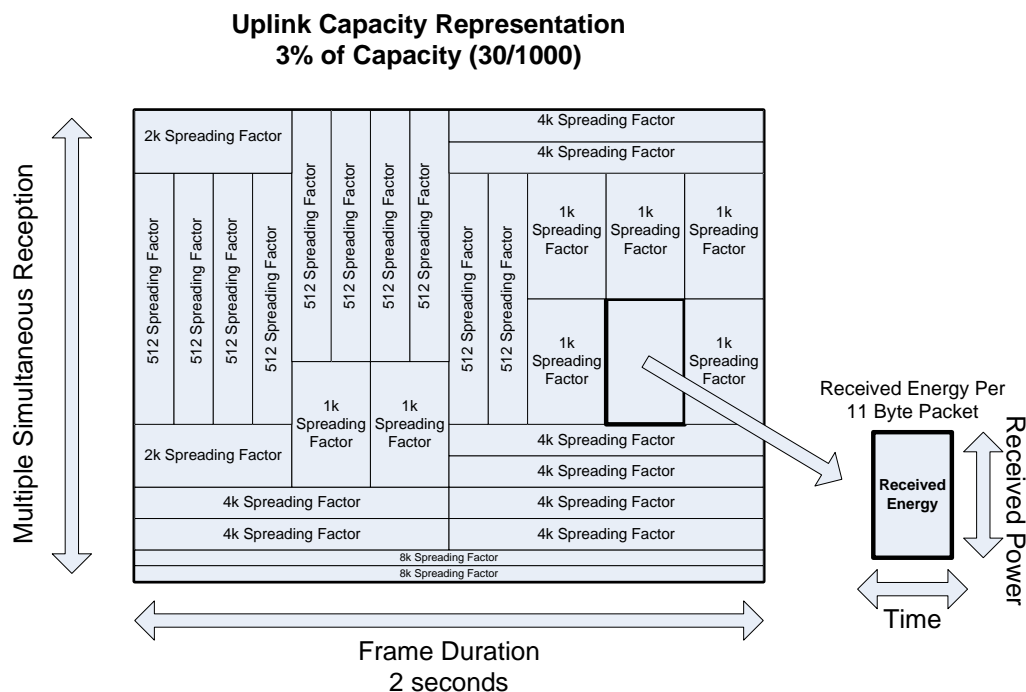 Uplink Capacity Representation
3% of Capacity (30/1000)
Multiple Simultaneous Reception
2k Spreading Factor
512 Spreading Factor
512 Spreading Factor
512 Spreading Factor
512 Spreading Factor
2k Spreading Factor
512 Spreading Factor
512 Spreading Factor
512 Spreading Factor
512 Spreading Factor
1k
Spreading
Factor
1k
Spreading
Factor
4k Spreading Factor
4k Spreading Factor
512 Spreading Factor
512 Spreading Factor
1k
Spreading
Factor
1k
Spreading
Factor
1k
Spreading
Factor
1k
Spreading
Factor
1k
Spreading
Factor
4k Spreading Factor
4k Spreading Factor
4k Spreading Factor
4k Spreading Factor
4k Spreading Factor
4k Spreading Factor
8k Spreading Factor
8k Spreading Factor
Frame Duration
2 seconds
Received Energy Per
11 Byte Packet
Received
Energy
Received Power
Time